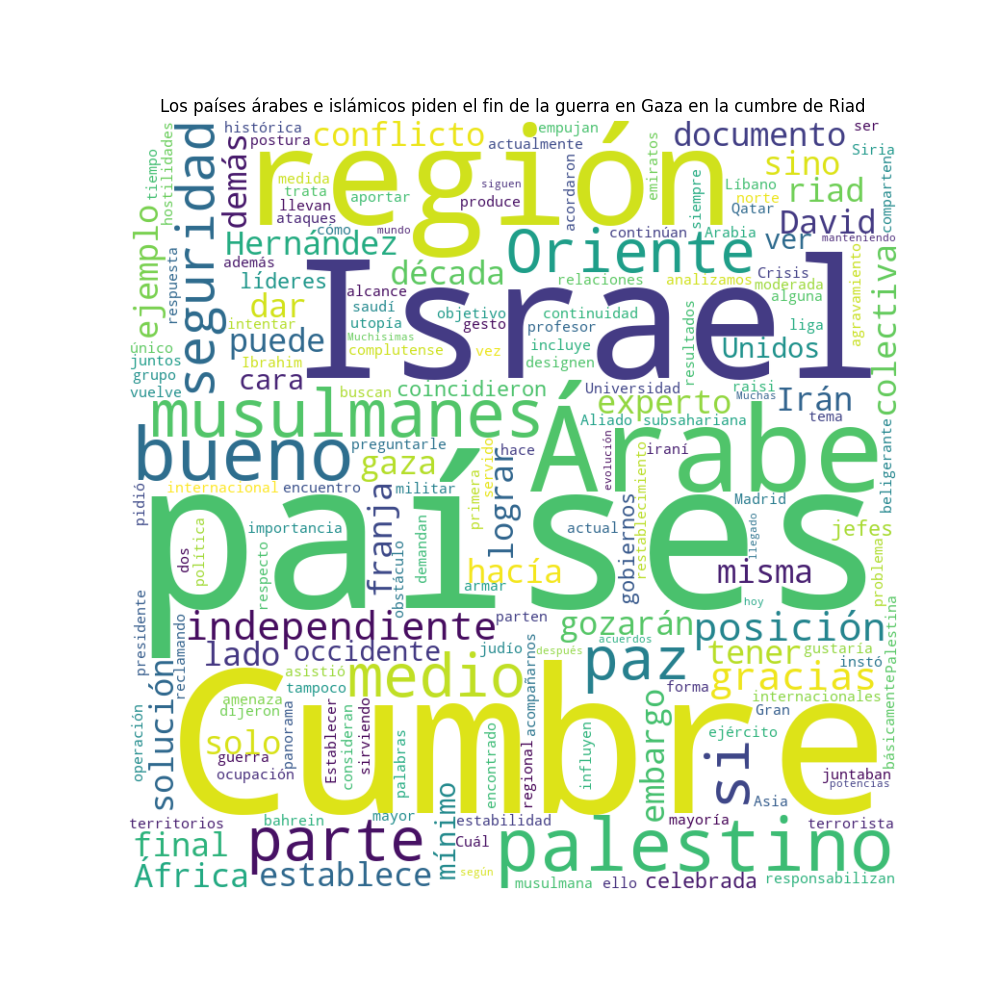 Los países árabes e islámicos piden el fin de la guerra en Gaza en la cumbre de Riad
histórica
postura
conflicto
empujan
actualmente
documento
ser
Siria
tiempo
hostilidades
seguridad
demás
región
medida
trata
llevan
ataques
aportar
siguen
produce
acordaron
emiratos
siempre
Líbano
norte
Qatar
sino
riad
David
comparten
ejemplo
respuesta
Hernández
cómo
mundo
además
Oriente
continúan
Arabia
ver
manteniendo
líderes
década
alcance
relaciones
analizamos
Crisis
moderada
alguna
agravamiento
colectiva
dar
intentar
saudí
utopía
Muchisimas
objetivo
gesto
continuidad
profesor
Israel
resultados
liga
único
juntos
grupo
vuelve
puede
Ibrahim
complutense
vez
incluye
designen
Unidos
cara
buscan
coincidieron
Universidad
experto
raisi
Muchas
Irán
tema
musulmanes
Aliado
subsahariana
Árabe
bueno
preguntarle
gaza
hace
servido
evolución
iraní
beligerante
pidió
internacional
encuentro
franja
militar
primera
lograr
gobiernos
restablecimiento
Madrid
países
dos
política
importancia
respecto
obstáculo
demandan
actual
llegado
jefes
problema
hacía
armar
misma
hoy
presidente
reclamando
independiente
parten
gozarán
posición
Palestina
lado
occidente
judío
acompañarnos
después
acuerdos
paz
tener
gustaría
instó
básicamente
solución
operación
asistió
tampoco
medio
forma
gracias
internacionales
amenaza
dijeron
panorama
Cumbre
embargo
Gran
solo
guerra
ocupación
Establecer
consideran
sirviendo
palabras
encontrado
regional
influyen
si
ejército
juntaban
potencias
Asia
territorios
bahrein
mayor
mínimo
estabilidad
mayoría
terrorista
final
parte
Cuál
palestino
África
establece
según
musulmana
ello
celebrada
responsabilizan